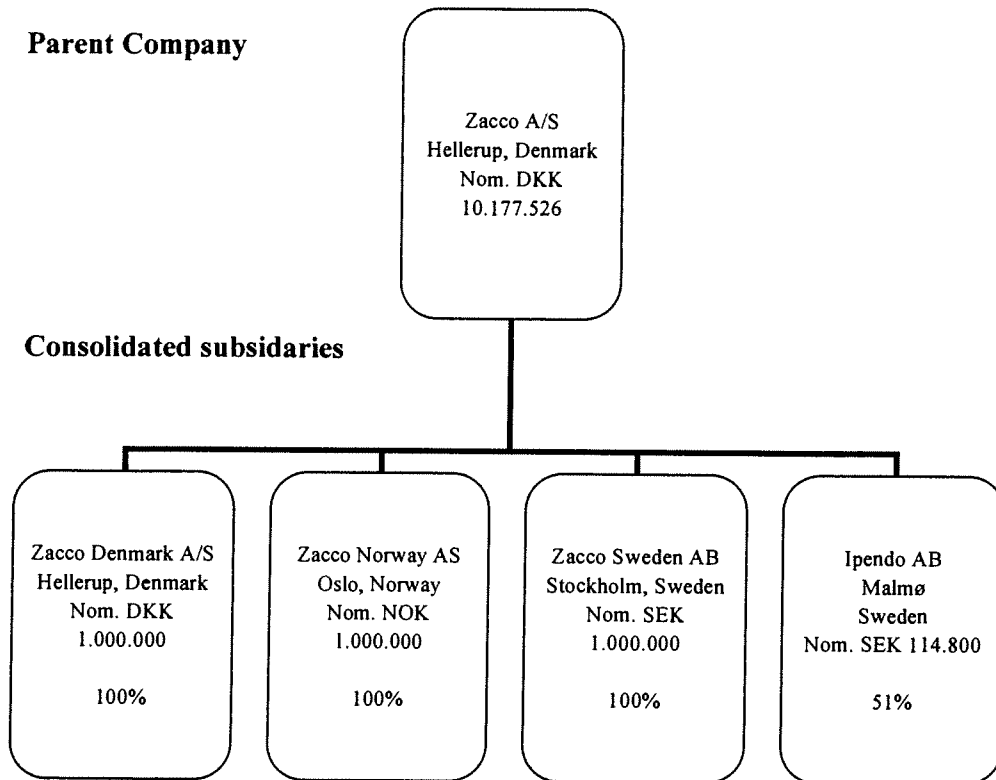 Parent Company
Zacco A/S
Hellerup, Denmark
Nom. DKK
10.177.526
Consolidated subsidaries
Zacco Denmark A/S
Hellerup, Denmark
Nom. DKK
1.000.000
100%
Zacco Norway AS
Oslo, Norway
Nom. NOK
1.000.000
100%
Zacco Sweden AB
Stockholm, Sweden
Nom. SEK
1.000.000
100%
Ipendo AB
Malmø
Sweden
Nom. SEK 114.800
51%